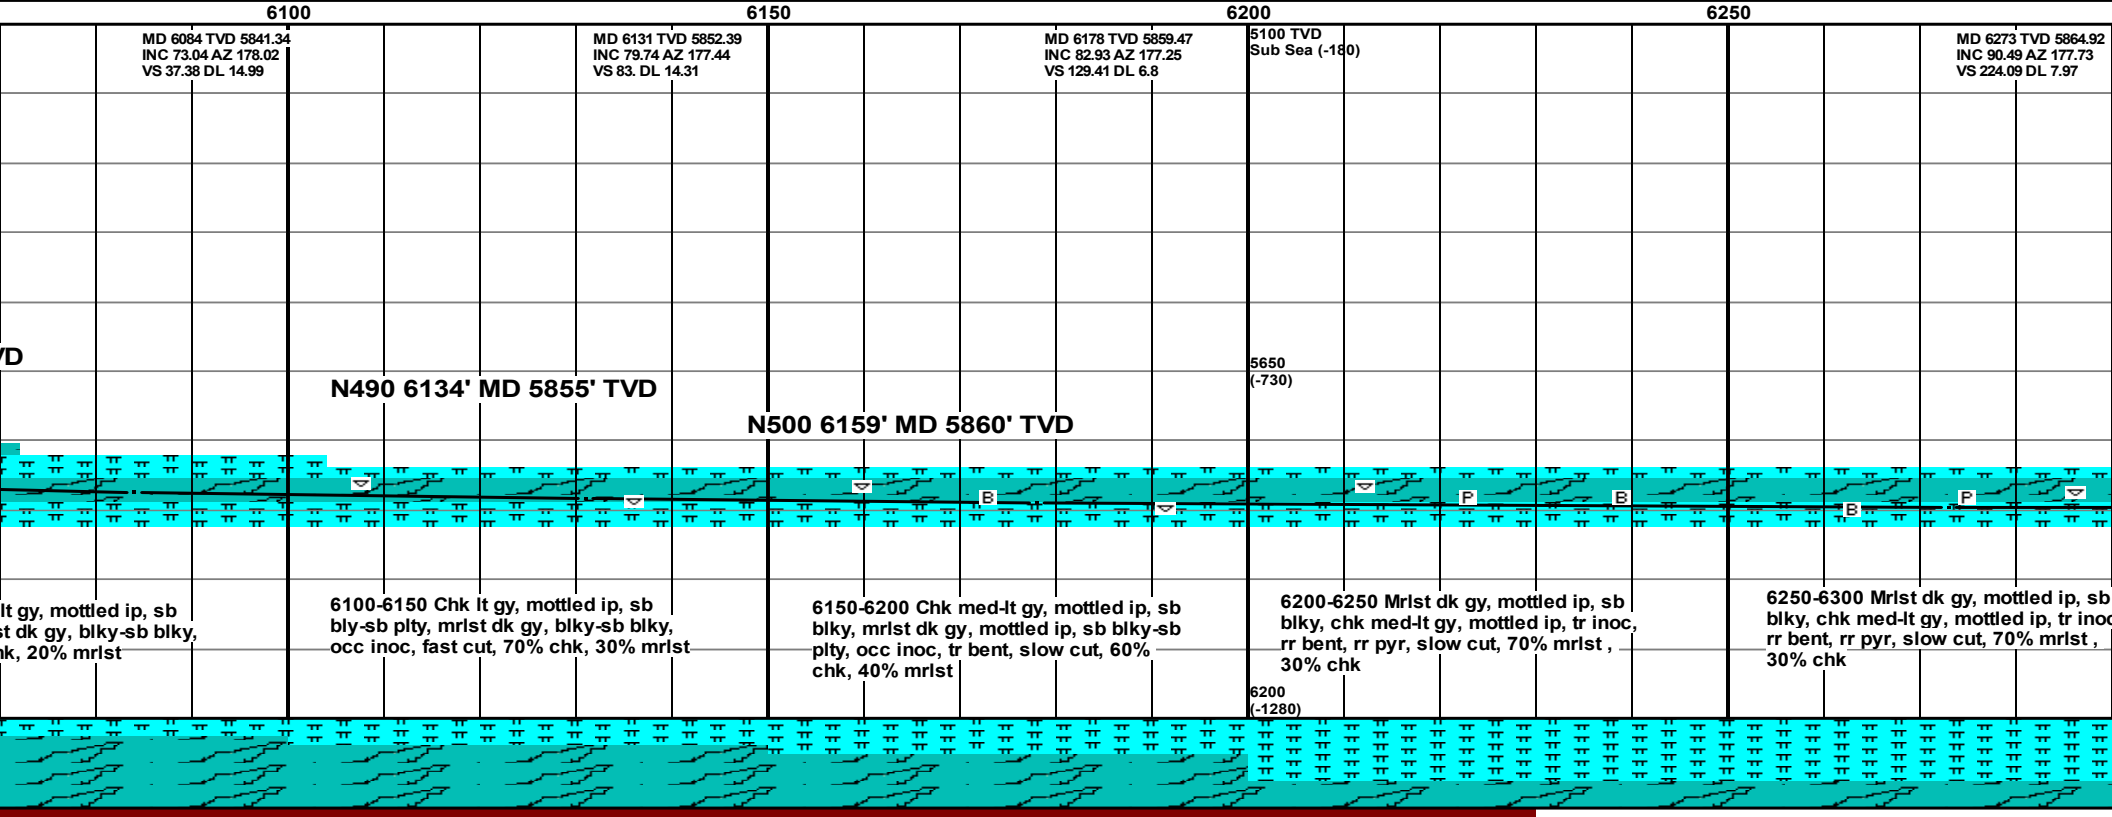 6100
6150
6200
6250
MD 6084 TVD 5841.34
INC 73.04 AZ 178.02
VS 37.38 DL 14.99
MD 6131 TVD 5852.39
INC 79.74 AZ 177.44
VS 83. DL 14.31
MD 6178 TVD 5859.47
INC 82.93 AZ 177.25
VS 129.41 DL 6.8
5100 TVD
Sub Sea (-180)
MD 6273 TVD 5864.92
INC 90.49 AZ 177.73
VS 224.09 DL 7.97
VD
5650
(-730)
N490 6134' MD 5855' TVD
N500 6159' MD 5860' TVD
B
P
B
B
P
lt gy, mottled ip, sb
st dk gy, blky-sb blky,
hk, 20% mrlst
6100-6150 Chk lt gy, mottled ip, sb
bly-sb plty, mrlst dk gy, blky-sb blky,
occ inoc, fast cut, 70% chk, 30% mrlst
6150-6200 Chk med-lt gy, mottled ip, sb
blky, mrlst dk gy, mottled ip, sb blky-sb
plty, occ inoc, tr bent, slow cut, 60%
chk, 40% mrlst
6200-6250 Mrlst dk gy, mottled ip, sb
blky, chk med-lt gy, mottled ip, tr inoc,
rr bent, rr pyr, slow cut, 70% mrlst ,
30% chk
6250-6300 Mrlst dk gy, mottled ip, sb
blky, chk med-lt gy, mottled ip, tr inoc
rr bent, rr pyr, slow cut, 70% mrlst ,
30% chk
6200
(-1280)